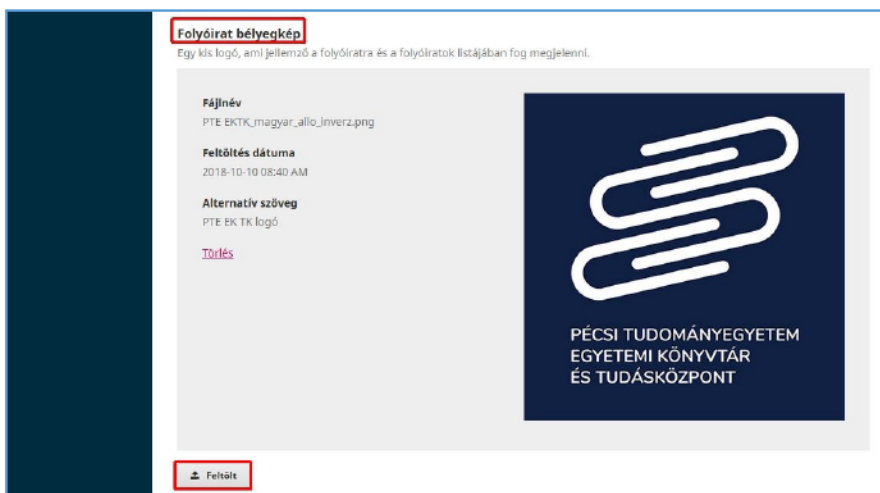 Folyóirat bélyegkép
Egy kis logó, ami jellemző a folyóiratra és a folyóiratok listájában fog megjelenni.
Fájlnév
PTE EKTK_magyar_allo_inverz.png
Feltöltés dátuma
2018-10-10 08:40 AM
Alternatív szöveg
PTE EK TK logó
Törlés
PÉCSI TUDOMÁNYEGYETEM
EGYETEMI KÖNYVTÁR
ÉS TUDÁSKÖZPONT
Feltölt